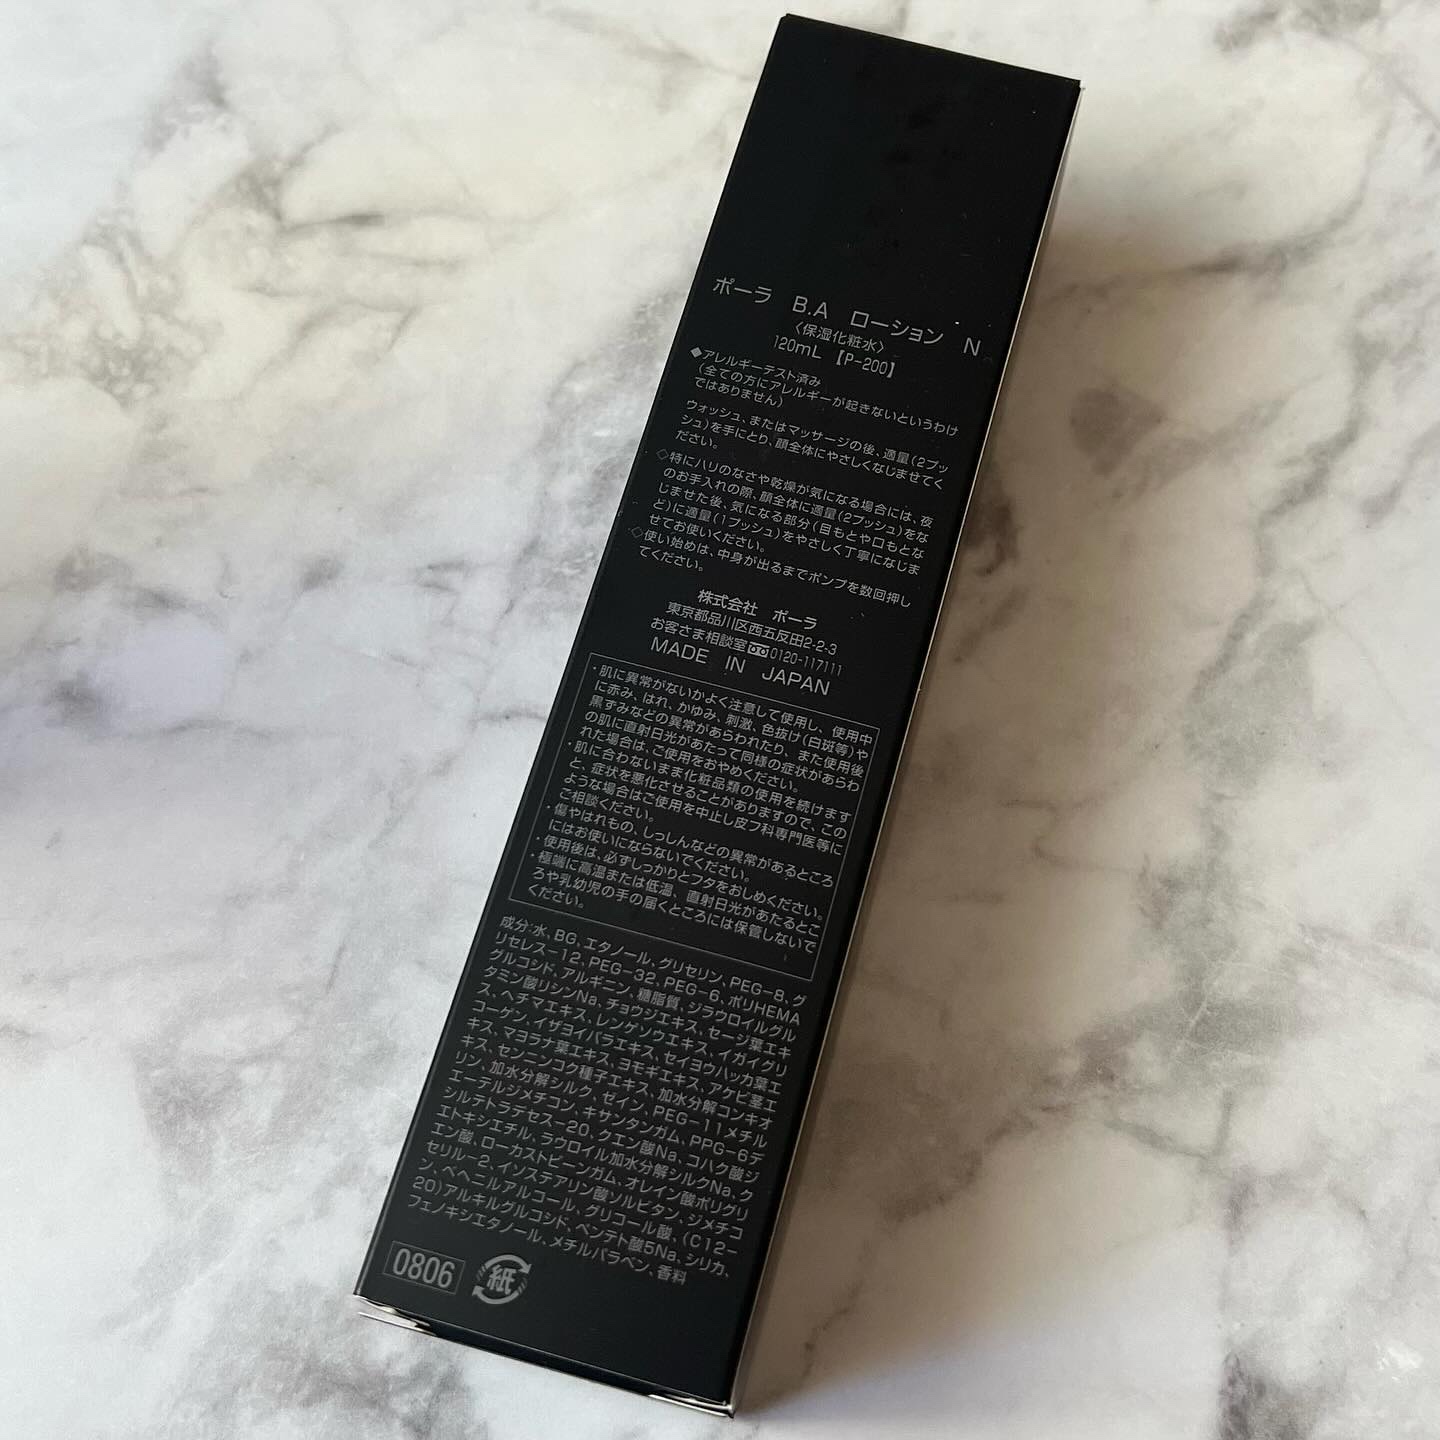 ポーラ B.A ローション N
〈保湿化粧水〉
120mL 【P-200】
◆アレルギーテスト済み
(全ての方にアレルギーが起きないというわけ
ではありません)
ウォッシュ、またはマッサージの後、適量(2プッ
シュ)を手にとり、顔全体にやさしくなじませてく
ださい。
◇特にハリのなさや乾燥が気になる場合には、夜
のお手入れの際、顔全体に適量(2プッシュ)をな
じませた後、気になる部分(目もとや口もとな
ど)に適量(1プッシュ)をやさしく丁寧になじま
せてお使いください。
◇使い始めは、中身が出るまでポンプを数回押し
てください。
株式会社 ポーラ
東京都品川区西五反田2-2-3
お客さま相談室 0120-117111
MADE IN JAPAN
・肌に異常がないかよく注意して使用し、使用中
に赤み、はれ、かゆみ、刺激、色抜け(白斑等)や
黒ずみなどの異常があらわれたり、また使用後
の肌に直射日光があたって同様の症状があらわ
れた場合は、ご使用をおやめください。
・肌に合わないまま化粧品類の使用を続けます
と、症状を悪化させることがありますので、この
ような場合はご使用を中止し皮フ科専門医等に
ご相談ください。
・傷やはれもの、しっしんなどの異常があるところ
にはお使いにならないでください。
・使用後は、必ずしっかりとフタをおしめください。
・極端に高温または低温、直射日光があたるとこ
ろや乳幼児の手の届くところには保管しないで
ください。
成分:水、BG、エタノール、グリセリン、PEG-8、グ
リセレス-12、PEG-32、PEG-6、ポリHEMA
グルコシド、アルギニン、糖脂質、ジラウロイルグル
タミン酸リシンNa、チョウジエキス、セージ葉エキ
ス、ヘチマエキス、レンゲソウエキス、イガイグリ
コーゲン、イザヨイバラエキス、セイヨウハッカ葉エ
キス、マヨラナ葉エキス、ヨモギエキス、アケビ茎エ
キス、センニンコク種子エキス、加水分解コンキオ
リン、加水分解シルク、ゼイン、PEG-11メチル
エーテルジメチコン、キサンタンガム、PPG-6デ
シルテトラデセス-20、クエン酸Na、コハク酸ジ
エトキシエチル、ラウロイル加水分解シルクNa、ク
エン酸、ローカストビーンガム、オレイン酸ポリグリ
セリル-2、イソステアリン酸ソルビタン、ジメチコ
ン、ベヘニルアルコール、グリコール酸、(C12-
20)アルキルグルコシド、ペンテト酸5Na、シリカ、
フェノキシエタノール、メチルパラベン、香料
0806
紙